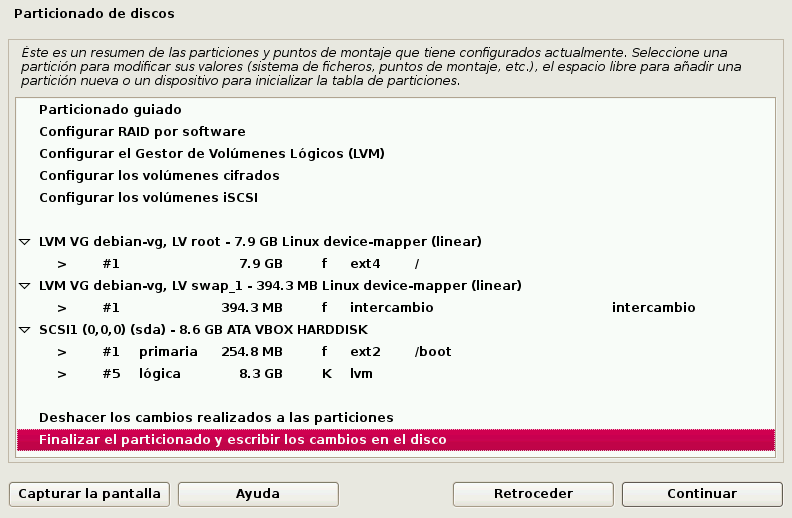 Particionado de discos
Éste es un resumen de las particiones y puntos de montaje que tiene configurados actualmente. Seleccione una
partición para modificar sus valores (sistema de ficheros, puntos de montaje, etc.), el espacio libre para añadir una
partición nueva o un dispositivo para inicializar la tabla de particiones.
Particionado guiado
Configurar RAID por software
Configurar el Gestor de Volúmenes Lógicos (LVM)
Configurar los volúmenes cifrados
Configurar los volúmenes iSCSI
LVM VG debian-vg, LV root - 7.9 GB Linux device-mapper (linear)
> #1 7.9 GB f ext4 /
LVM VG debian-vg, LV swap_1 - 394.3 MB Linux device-mapper (linear)
> #1 394.3 MB f intercambio intercambio
SCSI1 (0,0,0) (sda) - 8.6 GB ATA VBOX HARDDISK
> #1 primaria 254.8 MB f ext2 /boot
> #5 lógica 8.3 GB K lvm
Deshacer los cambios realizados a las particiones
Finalizar el particionado y escribir los cambios en el disco
Capturar la pantalla Ayuda Retroceder Continuar